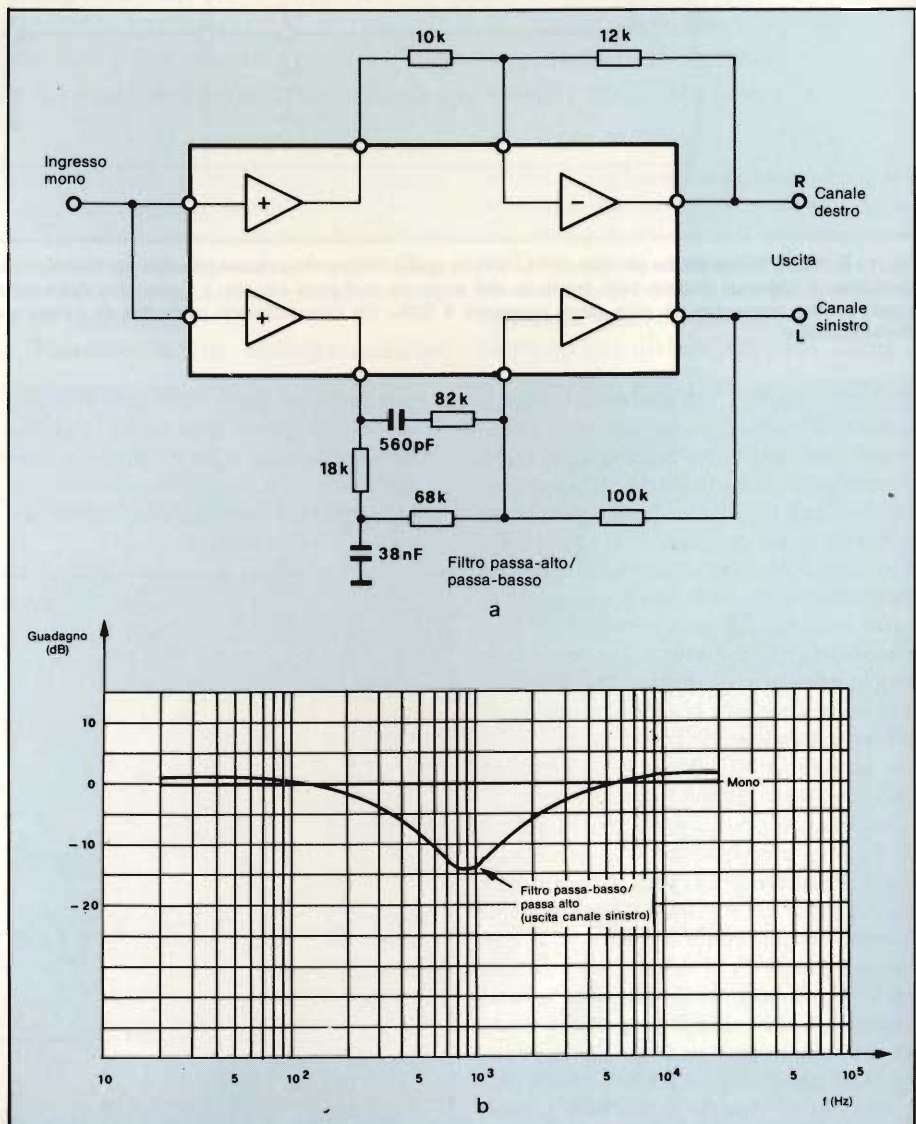 10k
12k
Ingresso
mono
+
−
R
Canale
destro
Uscita
+
−
Canale
sinistro
L
82k
560pF
18k
68k
100k
38nF
Filtro passa-alto/
passa-basso
a
Guadagno
(dB)
10
0
Mono
-10
Filtro passa-basso/
passa alto
(uscita canale sinistro)
-20
10 5 10² 5 10³ 5 10⁴ 5 10⁵
f (Hz)
b